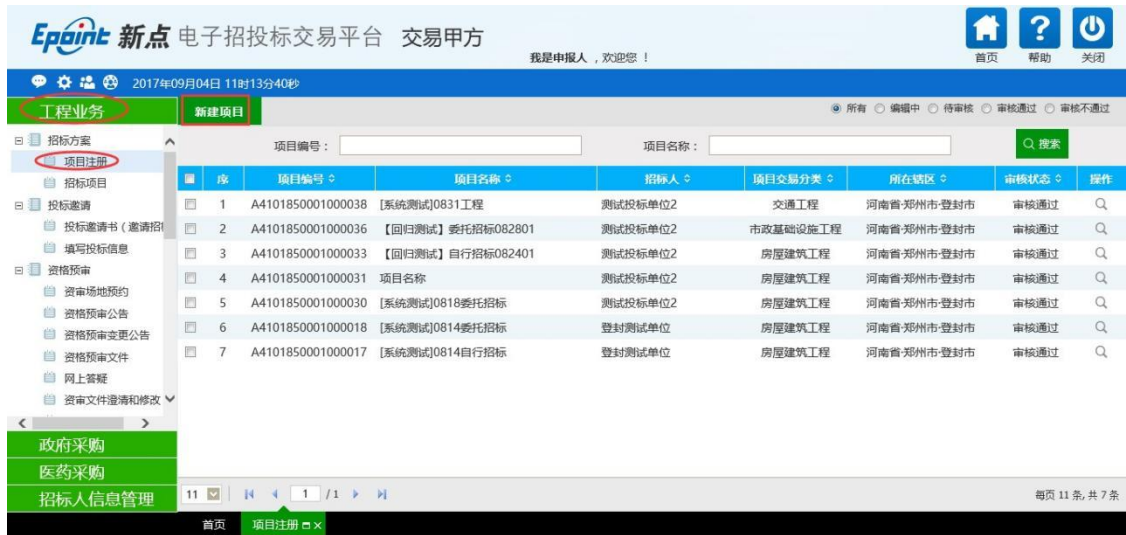 Epoint 新点 电子招投标交易平台 交易甲方
我是申报人 ，欢迎您 ！
首页 帮助 关闭
2017年09月04日 11时13分40秒
工程业务
新建项目
所有 编辑中 待审核 审核通过 审核不通过
招标方案
项目注册
招标项目
投标邀请
投标邀请书（邀请招
填写投标信息
资格预审
资审场地预约
资格预审公告
资格预审变更公告
资格预审文件
网上答疑
资审文件澄清和修改
政府采购
医药采购
招标人信息管理
项目编号： 项目名称： 搜索
序 项目编号 项目名称 招标人 项目交易分类 所在辖区 审核状态 操作
1 A4101850001000038 [系统测试]0831工程 测试投标单位2 交通工程 河南省·郑州市·登封市 审核通过
2 A4101850001000036 【回归测试】委托招标082801 测试投标单位2 市政基础设施工程 河南省·郑州市·登封市 审核通过
3 A4101850001000033 【回归测试】自行招标082401 测试投标单位2 房屋建筑工程 河南省·郑州市·登封市 审核通过
4 A4101850001000031 项目名称 测试投标单位2 房屋建筑工程 河南省·郑州市·登封市 审核通过
5 A4101850001000030 [系统测试]0818委托招标 测试投标单位2 房屋建筑工程 河南省·郑州市·登封市 审核通过
6 A4101850001000018 [系统测试]0814委托招标 登封测试单位 房屋建筑工程 河南省·郑州市·登封市 审核通过
7 A4101850001000017 [系统测试]0814自行招标 登封测试单位 房屋建筑工程 河南省·郑州市·登封市 审核通过
11 1 /1 每页 11 条, 共 7 条
首页 项目注册